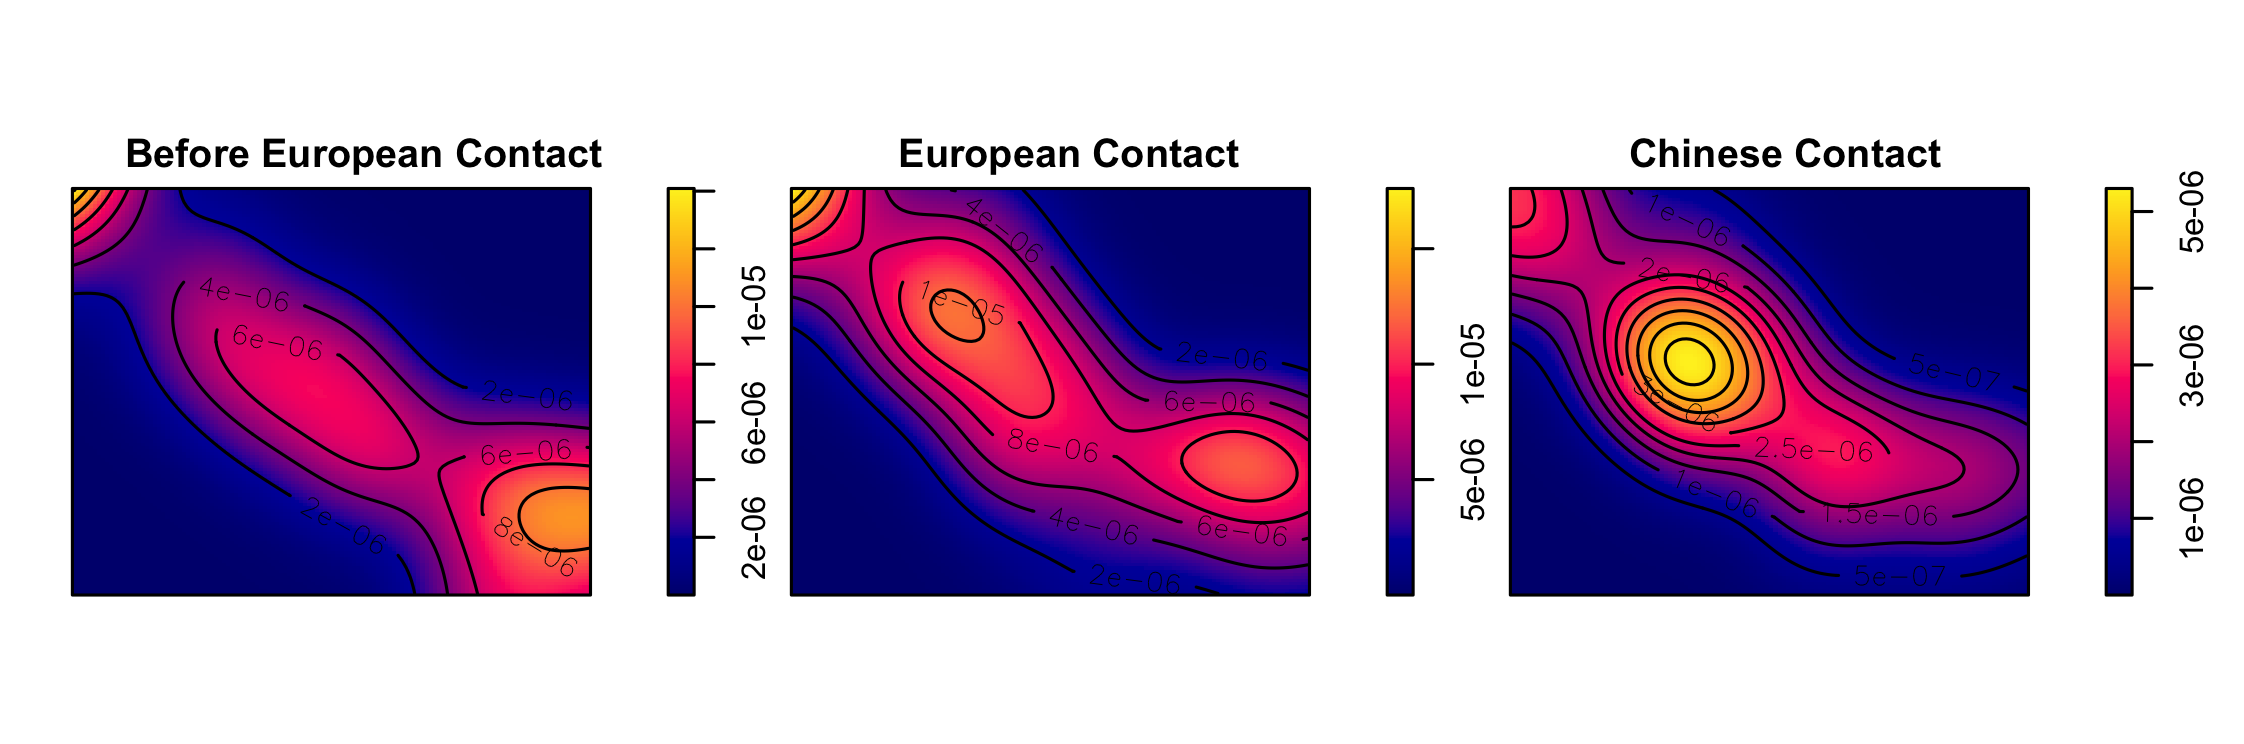 Before European Contact
4e−06
6e−06
2e−06
6e−06
8e−06
2e−06
2e−06 6e−06 1e−05
European Contact
4e−06
1e−05
2e−06
6e−06
8e−06
4e−06
6e−06
2e−06
5e−06 1e−05
Chinese Contact
1e−06
2e−06
5e−07
3e−06
2.5e−06
1e−06
1.5e−06
5e−07
1e−06 3e−06 5e−06